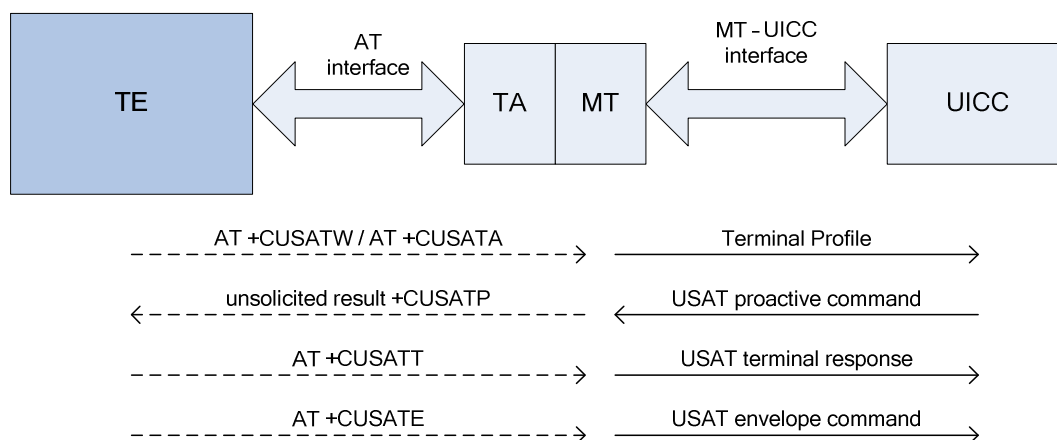 TE
AT
interface
TA
MT
MT - UICC
interface
UICC
AT +CUSATW / AT +CUSATA
Terminal Profile
unsolicited result +CUSATP
USAT proactive command
AT +CUSATT
USAT terminal response
AT +CUSATE
USAT envelope command